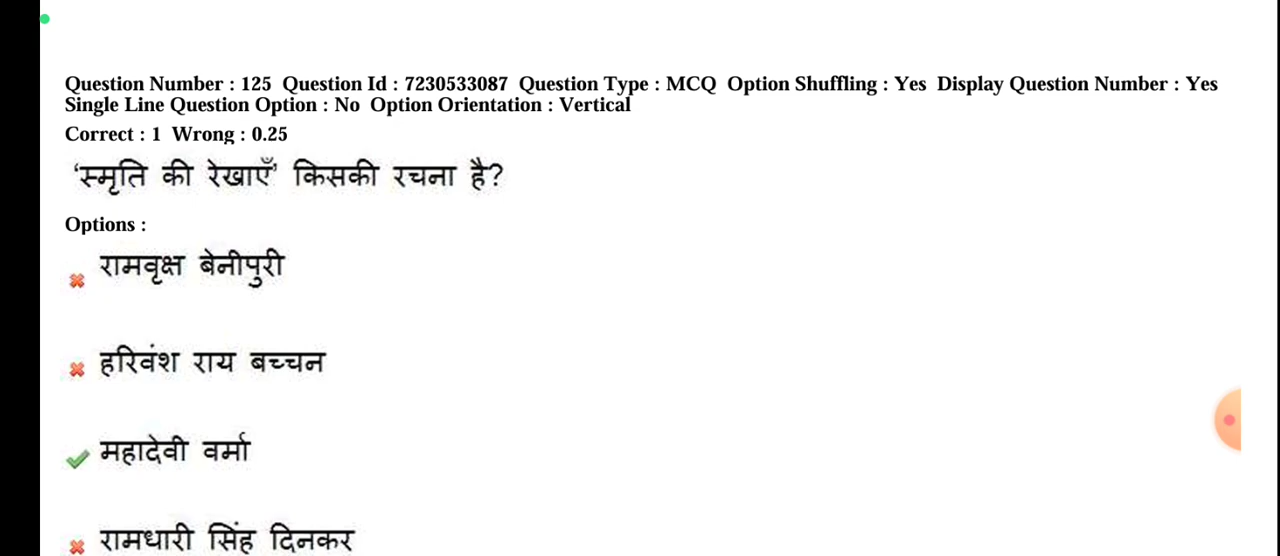 Question Number : 125 Question Id : 7230533087 Question Type : MCQ Option Shuffling : Yes Display Question Number : Yes
Single Line Question Option : No Option Orientation : Vertical
Correct : 1 Wrong : 0.25
‘स्मृति की रेखाएँ’ किसकी रचना है?
Options :
रामवृक्ष बेनीपुरी
हरिवंश राय बच्चन
महादेवी वर्मा
रामधारी सिंह दिनकर